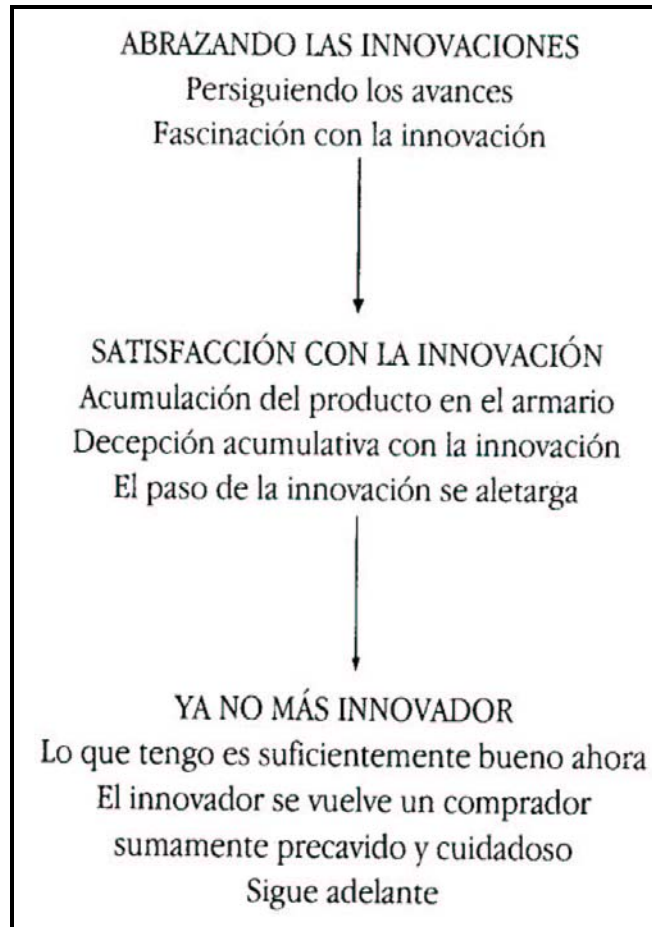 ABRAZANDO LAS INNOVACIONES
Persiguiendo los avances
Fascinación con la innovación
SATISFACCIÓN CON LA INNOVACIÓN
Acumulación del producto en el armario
Decepción acumulativa con la innovación
El paso de la innovación se aletarga
YA NO MÁS INNOVADOR
Lo que tengo es suficientemente bueno ahora
El innovador se vuelve un comprador
sumamente precavido y cuidadoso
Sigue adelante